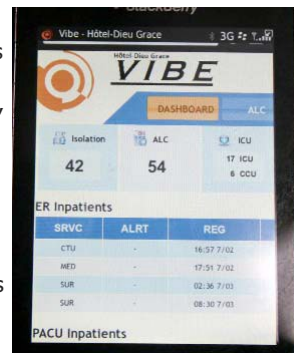 BlackBerry
Vibe - Hôtel-Dieu Grace 3G
Hôtel Dieu Grace
VIBE
DASHBOARD ALC
Isolation ALC ICU
42 54 17 ICU
6 CCU
ER Inpatients
SRVC ALRT REG
CTU - 16:57 7/02
MED - 17:51 7/02
SUR - 02:36 7/03
SUR - 08:30 7/03
PACU Inpatients